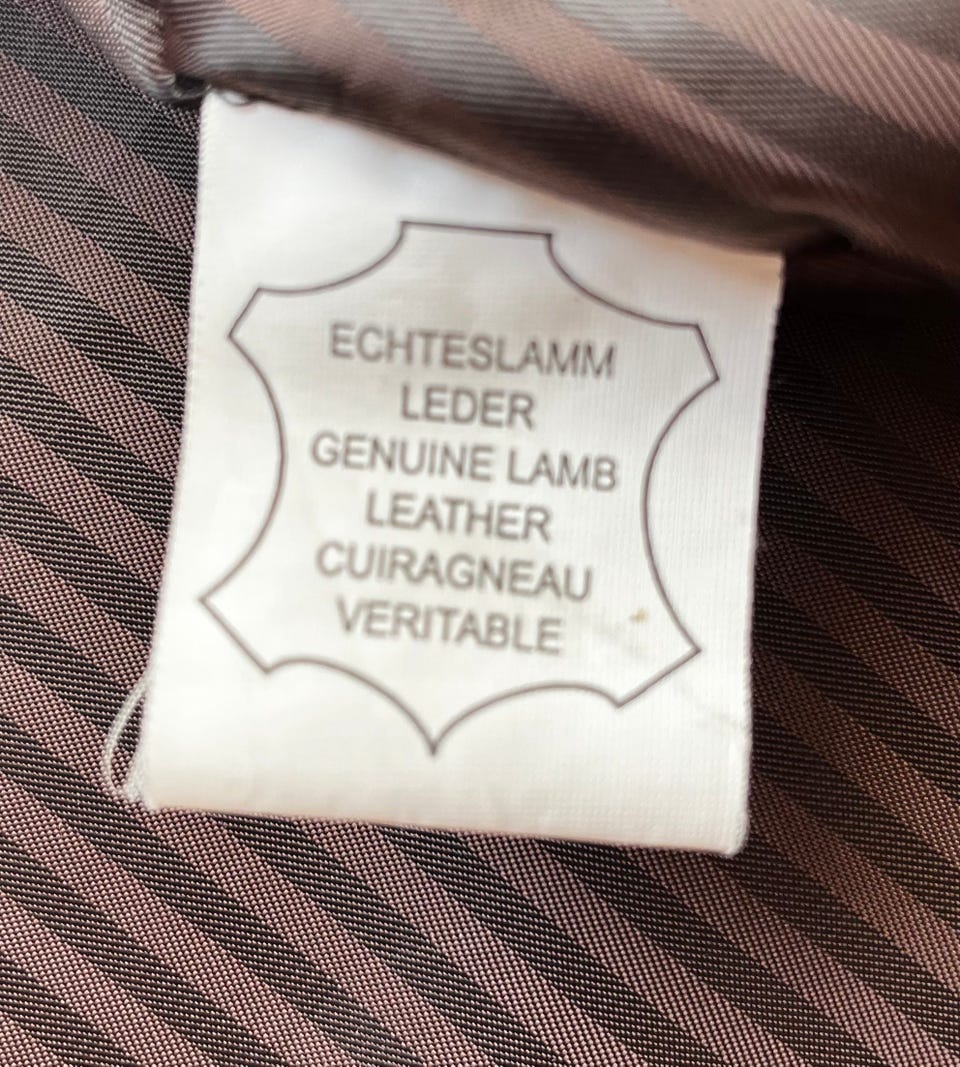 ECHTESLAMM
LEDER
GENUINE LAMB
LEATHER
CUIRAGNEAU
VERITABLE